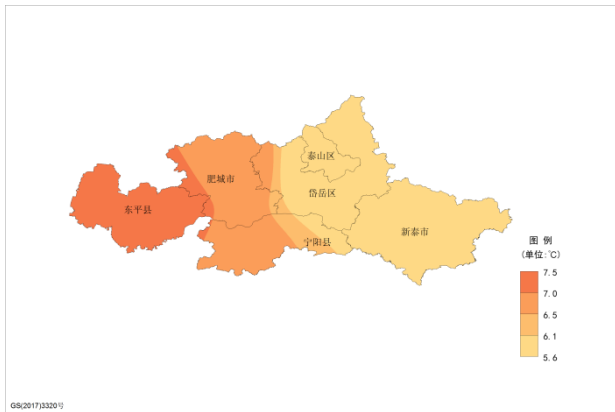 泰山区
肥城市
岱岳区
东平县
新泰市
宁阳县
图 例
(单位:℃)
7.5
7.0
6.5
6.1
5.6
GS(2017)3320号